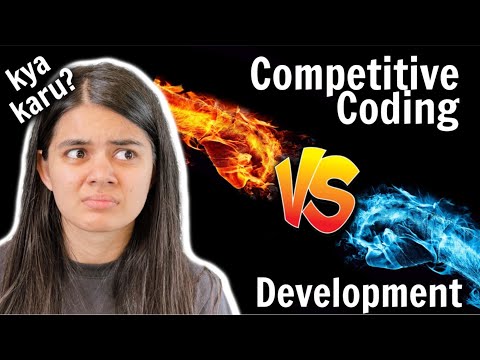 kya
karu?
Competitive
Coding
VS
Development